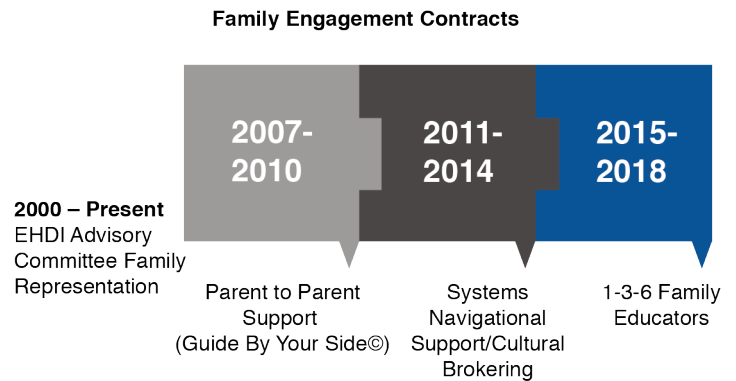 Family Engagement Contracts
2007-
2010
2011-
2014
2015-
2018
2000 – Present
EHDI Advisory
Committee Family
Representation
Parent to Parent
Support
(Guide By Your Side©)
Systems
Navigational
Support/Cultural
Brokering
1-3-6 Family
Educators